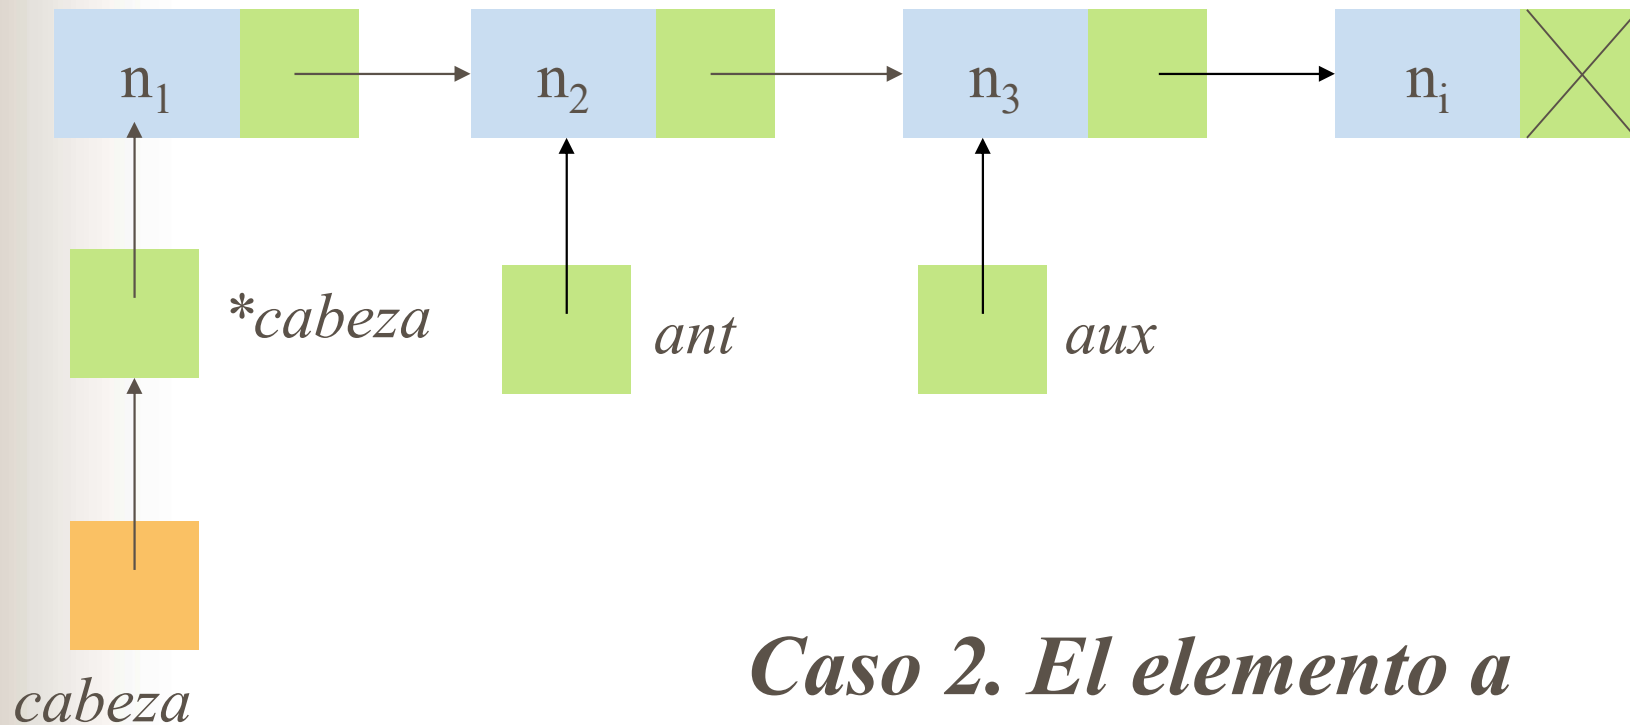 n₁ n₂ n₃ nᵢ
*cabeza ant aux
Caso 2. El elemento a
cabeza